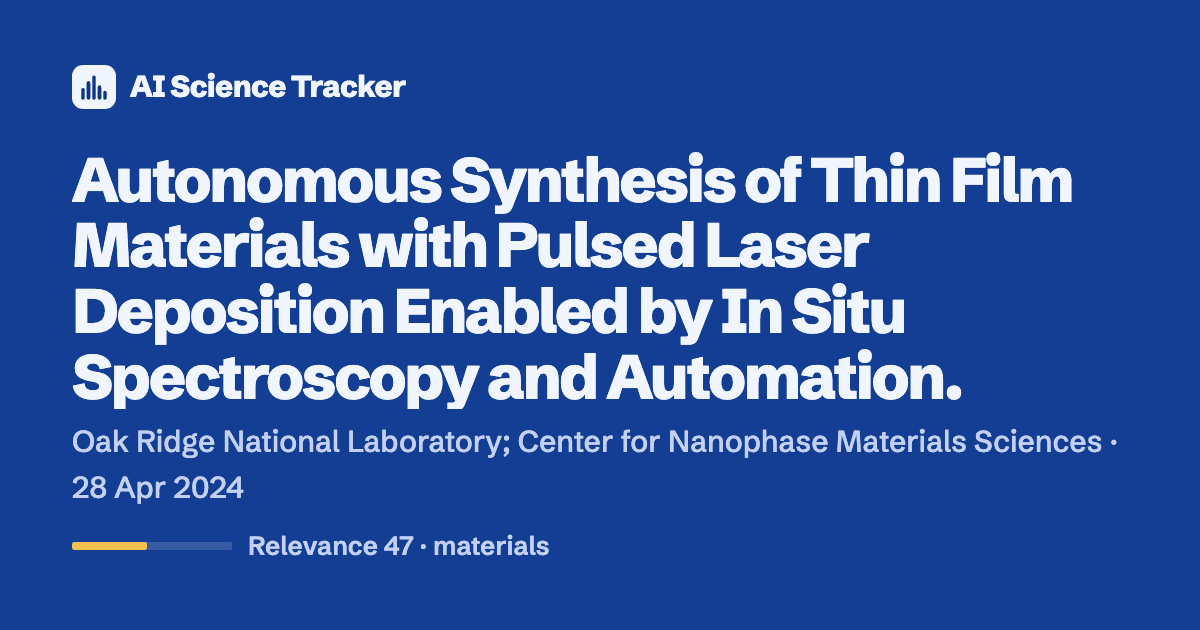 AI Science Tracker
Autonomous Synthesis of Thin Film
Materials with Pulsed Laser
Deposition Enabled by In Situ
Spectroscopy and Automation.
Oak Ridge National Laboratory; Center for Nanophase Materials Sciences ·
28 Apr 2024
Relevance 47 · materials